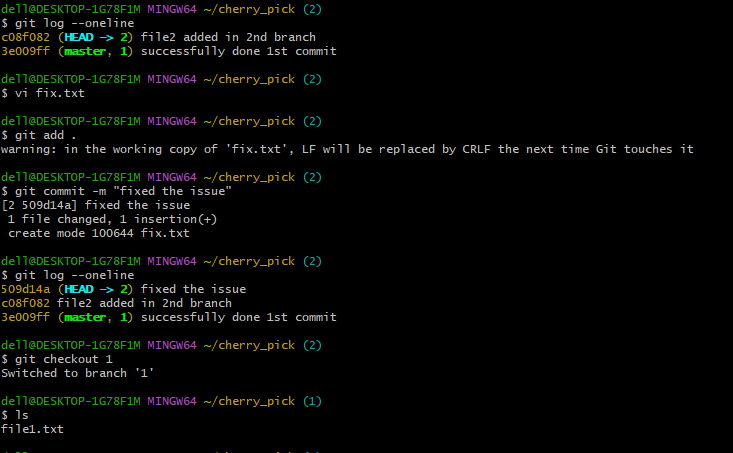 dell@DESKTOP-1G78F1M MINGW64 ~/cherry_pick (2)
$ git log --oneline
c08f082 (HEAD -> 2) file2 added in 2nd branch
3e009ff (master, 1) successfully done 1st commit
dell@DESKTOP-1G78F1M MINGW64 ~/cherry_pick (2)
$ vi fix.txt
dell@DESKTOP-1G78F1M MINGW64 ~/cherry_pick (2)
$ git add .
warning: in the working copy of 'fix.txt', LF will be replaced by CRLF the next time Git touches it
dell@DESKTOP-1G78F1M MINGW64 ~/cherry_pick (2)
$ git commit -m "fixed the issue"
[2 509d14a] fixed the issue
 1 file changed, 1 insertion(+)
 create mode 100644 fix.txt
dell@DESKTOP-1G78F1M MINGW64 ~/cherry_pick (2)
$ git log --oneline
509d14a (HEAD -> 2) fixed the issue
c08f082 file2 added in 2nd branch
3e009ff (master, 1) successfully done 1st commit
dell@DESKTOP-1G78F1M MINGW64 ~/cherry_pick (2)
$ git checkout 1
Switched to branch '1'
dell@DESKTOP-1G78F1M MINGW64 ~/cherry_pick (1)
$ ls
file1.txt